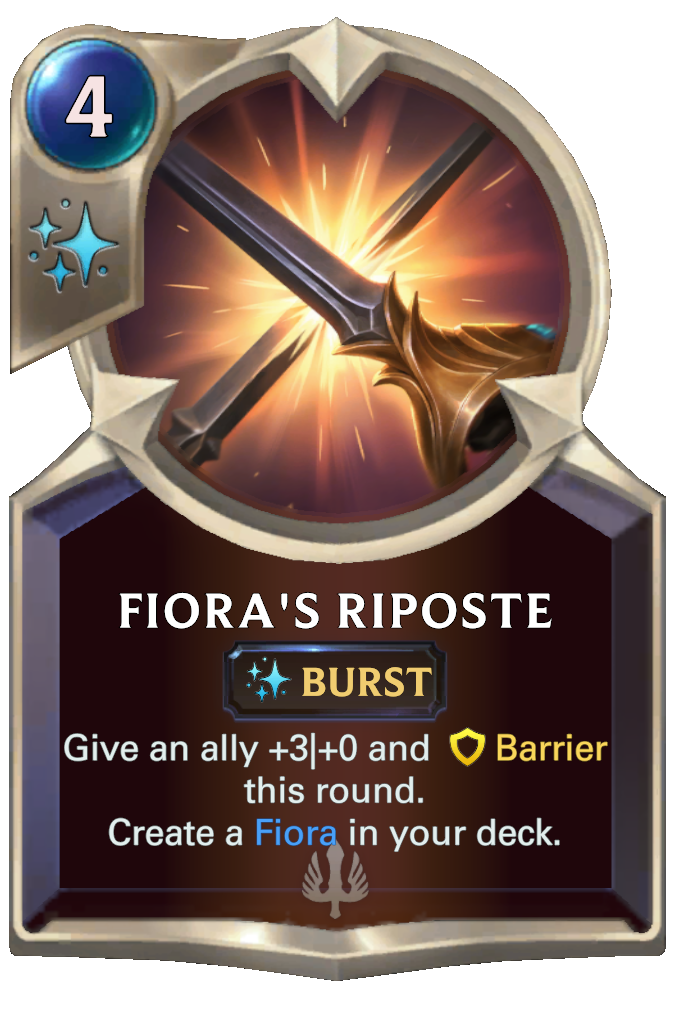 4
FIORA'S RIPOSTE
BURST
Give an ally +3|+0 and Barrier
this round.
Create a Fiora in your deck.